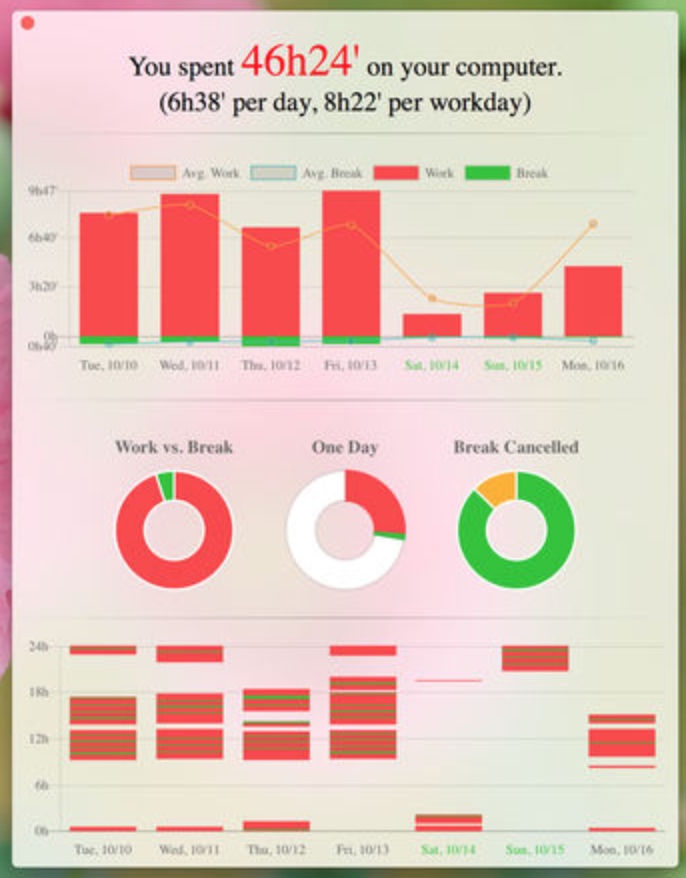 You spent 46h24' on your computer.
(6h38' per day, 8h22' per workday)
Avg. Work Avg. Break Work Break
9h47'
6h40'
3h20'
0h
0h40'
Tue, 10/10 Wed, 10/11 Thu, 10/12 Fri, 10/13 Sat, 10/14 Sun, 10/15 Mon, 10/16
Work vs. Break One Day Break Cancelled
24h
18h
12h
6h
0h
Tue, 10/10 Wed, 10/11 Thu, 10/12 Fri, 10/13 Sat, 10/14 Sun, 10/15 Mon, 10/16